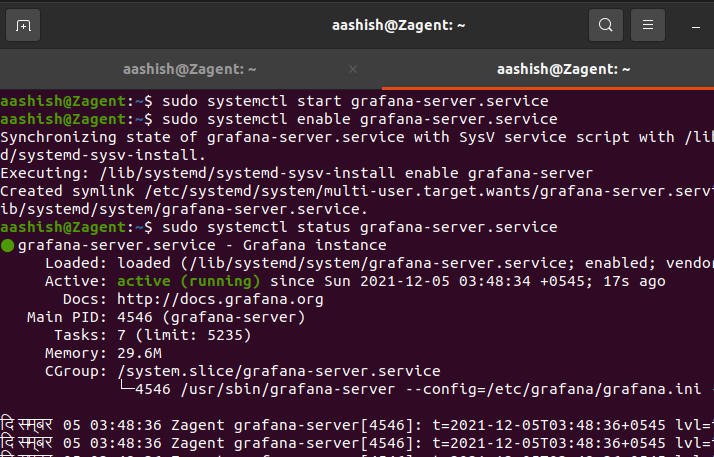 aashish@Zagent: ~
aashish@Zagent: ~ × aashish@Zagent: ~
aashish@Zagent:~$ sudo systemctl start grafana-server.service
aashish@Zagent:~$ sudo systemctl enable grafana-server.service
Synchronizing state of grafana-server.service with SysV service script with /lib
d/systemd-sysv-install.
Executing: /lib/systemd/systemd-sysv-install enable grafana-server
Created symlink /etc/systemd/system/multi-user.target.wants/grafana-server.servi
ib/systemd/system/grafana-server.service.
aashish@Zagent:~$ sudo systemctl status grafana-server.service
● grafana-server.service - Grafana instance
Loaded: loaded (/lib/systemd/system/grafana-server.service; enabled; vendo
Active: active (running) since Sun 2021-12-05 03:48:34 +0545; 17s ago
Docs: http://docs.grafana.org
Main PID: 4546 (grafana-server)
Tasks: 7 (limit: 5235)
Memory: 29.6M
CGroup: /system.slice/grafana-server.service
└─4546 /usr/sbin/grafana-server --config=/etc/grafana/grafana.ini
दिसम्बर 05 03:48:36 Zagent grafana-server[4546]: t=2021-12-05T03:48:36+0545 lvl=
दिसम्बर 05 03:48:36 Zagent grafana-server[4546]: t=2021-12-05T03:48:36+0545 lvl=